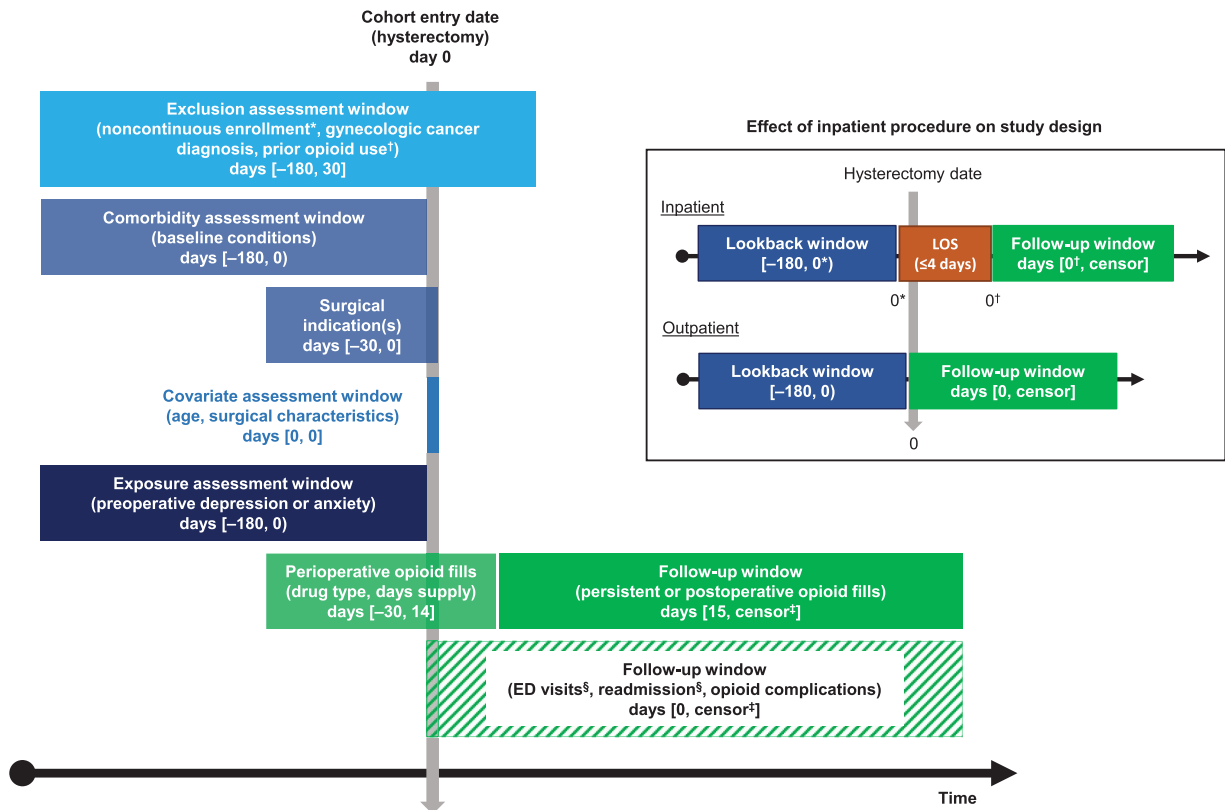 Cohort entry date
(hysterectomy)
day 0
Exclusion assessment window
(noncontinuous enrollment*, gynecologic cancer
diagnosis, prior opioid use†)
days [–180, 30]
Comorbidity assessment window
(baseline conditions)
days [–180, 0)
Surgical
indication(s)
days [–30, 0]
Covariate assessment window
(age, surgical characteristics)
days [0, 0]
Exposure assessment window
(preoperative depression or anxiety)
days [–180, 0)
Perioperative opioid fills
(drug type, days supply)
days [–30, 14]
Follow-up window
(persistent or postoperative opioid fills)
days [15, censor‡]
Follow-up window
(ED visits§, readmission§, opioid complications)
days [0, censor‡]
Time
Effect of inpatient procedure on study design
Hysterectomy date
Inpatient
Lookback window
[–180, 0*)
LOS
(≤4 days)
Follow-up window
days [0†, censor]
0*
0†
Outpatient
Lookback window
[–180, 0)
Follow-up window
days [0, censor]
0